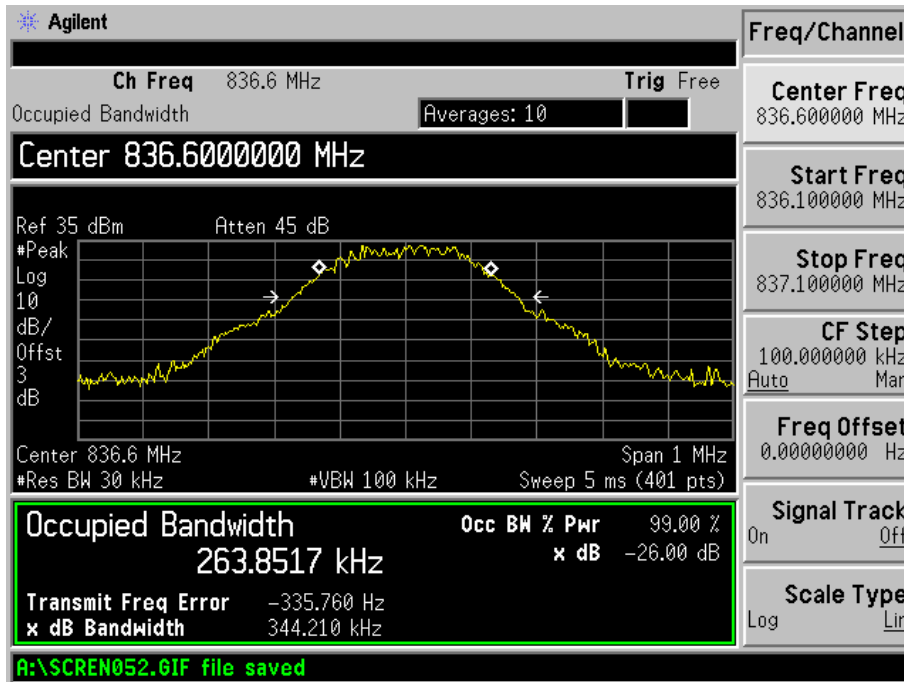 Agilent
Freq/Channel
Ch Freq 836.6 MHz Trig Free
Occupied Bandwidth Averages: 10
Center 836.6000000 MHz
Ref 35 dBm Atten 45 dB
#Peak
Log
10
dB/
Offst
3
dB
Center 836.6 MHz Span 1 MHz
#Res BW 30 kHz #VBW 100 kHz Sweep 5 ms (401 pts)
Occupied Bandwidth Occ BW % Pwr 99.00 %
263.8517 kHz x dB -26.00 dB
Transmit Freq Error -335.760 Hz
x dB Bandwidth 344.210 kHz
A:\SCREN052.GIF file saved
Center Freq
836.600000 MHz
Start Freq
836.100000 MHz
Stop Freq
837.100000 MHz
CF Step
100.000000 kHz
Auto Man
Freq Offset
0.00000000 Hz
Signal Track
On Off
Scale Type
Log Lin